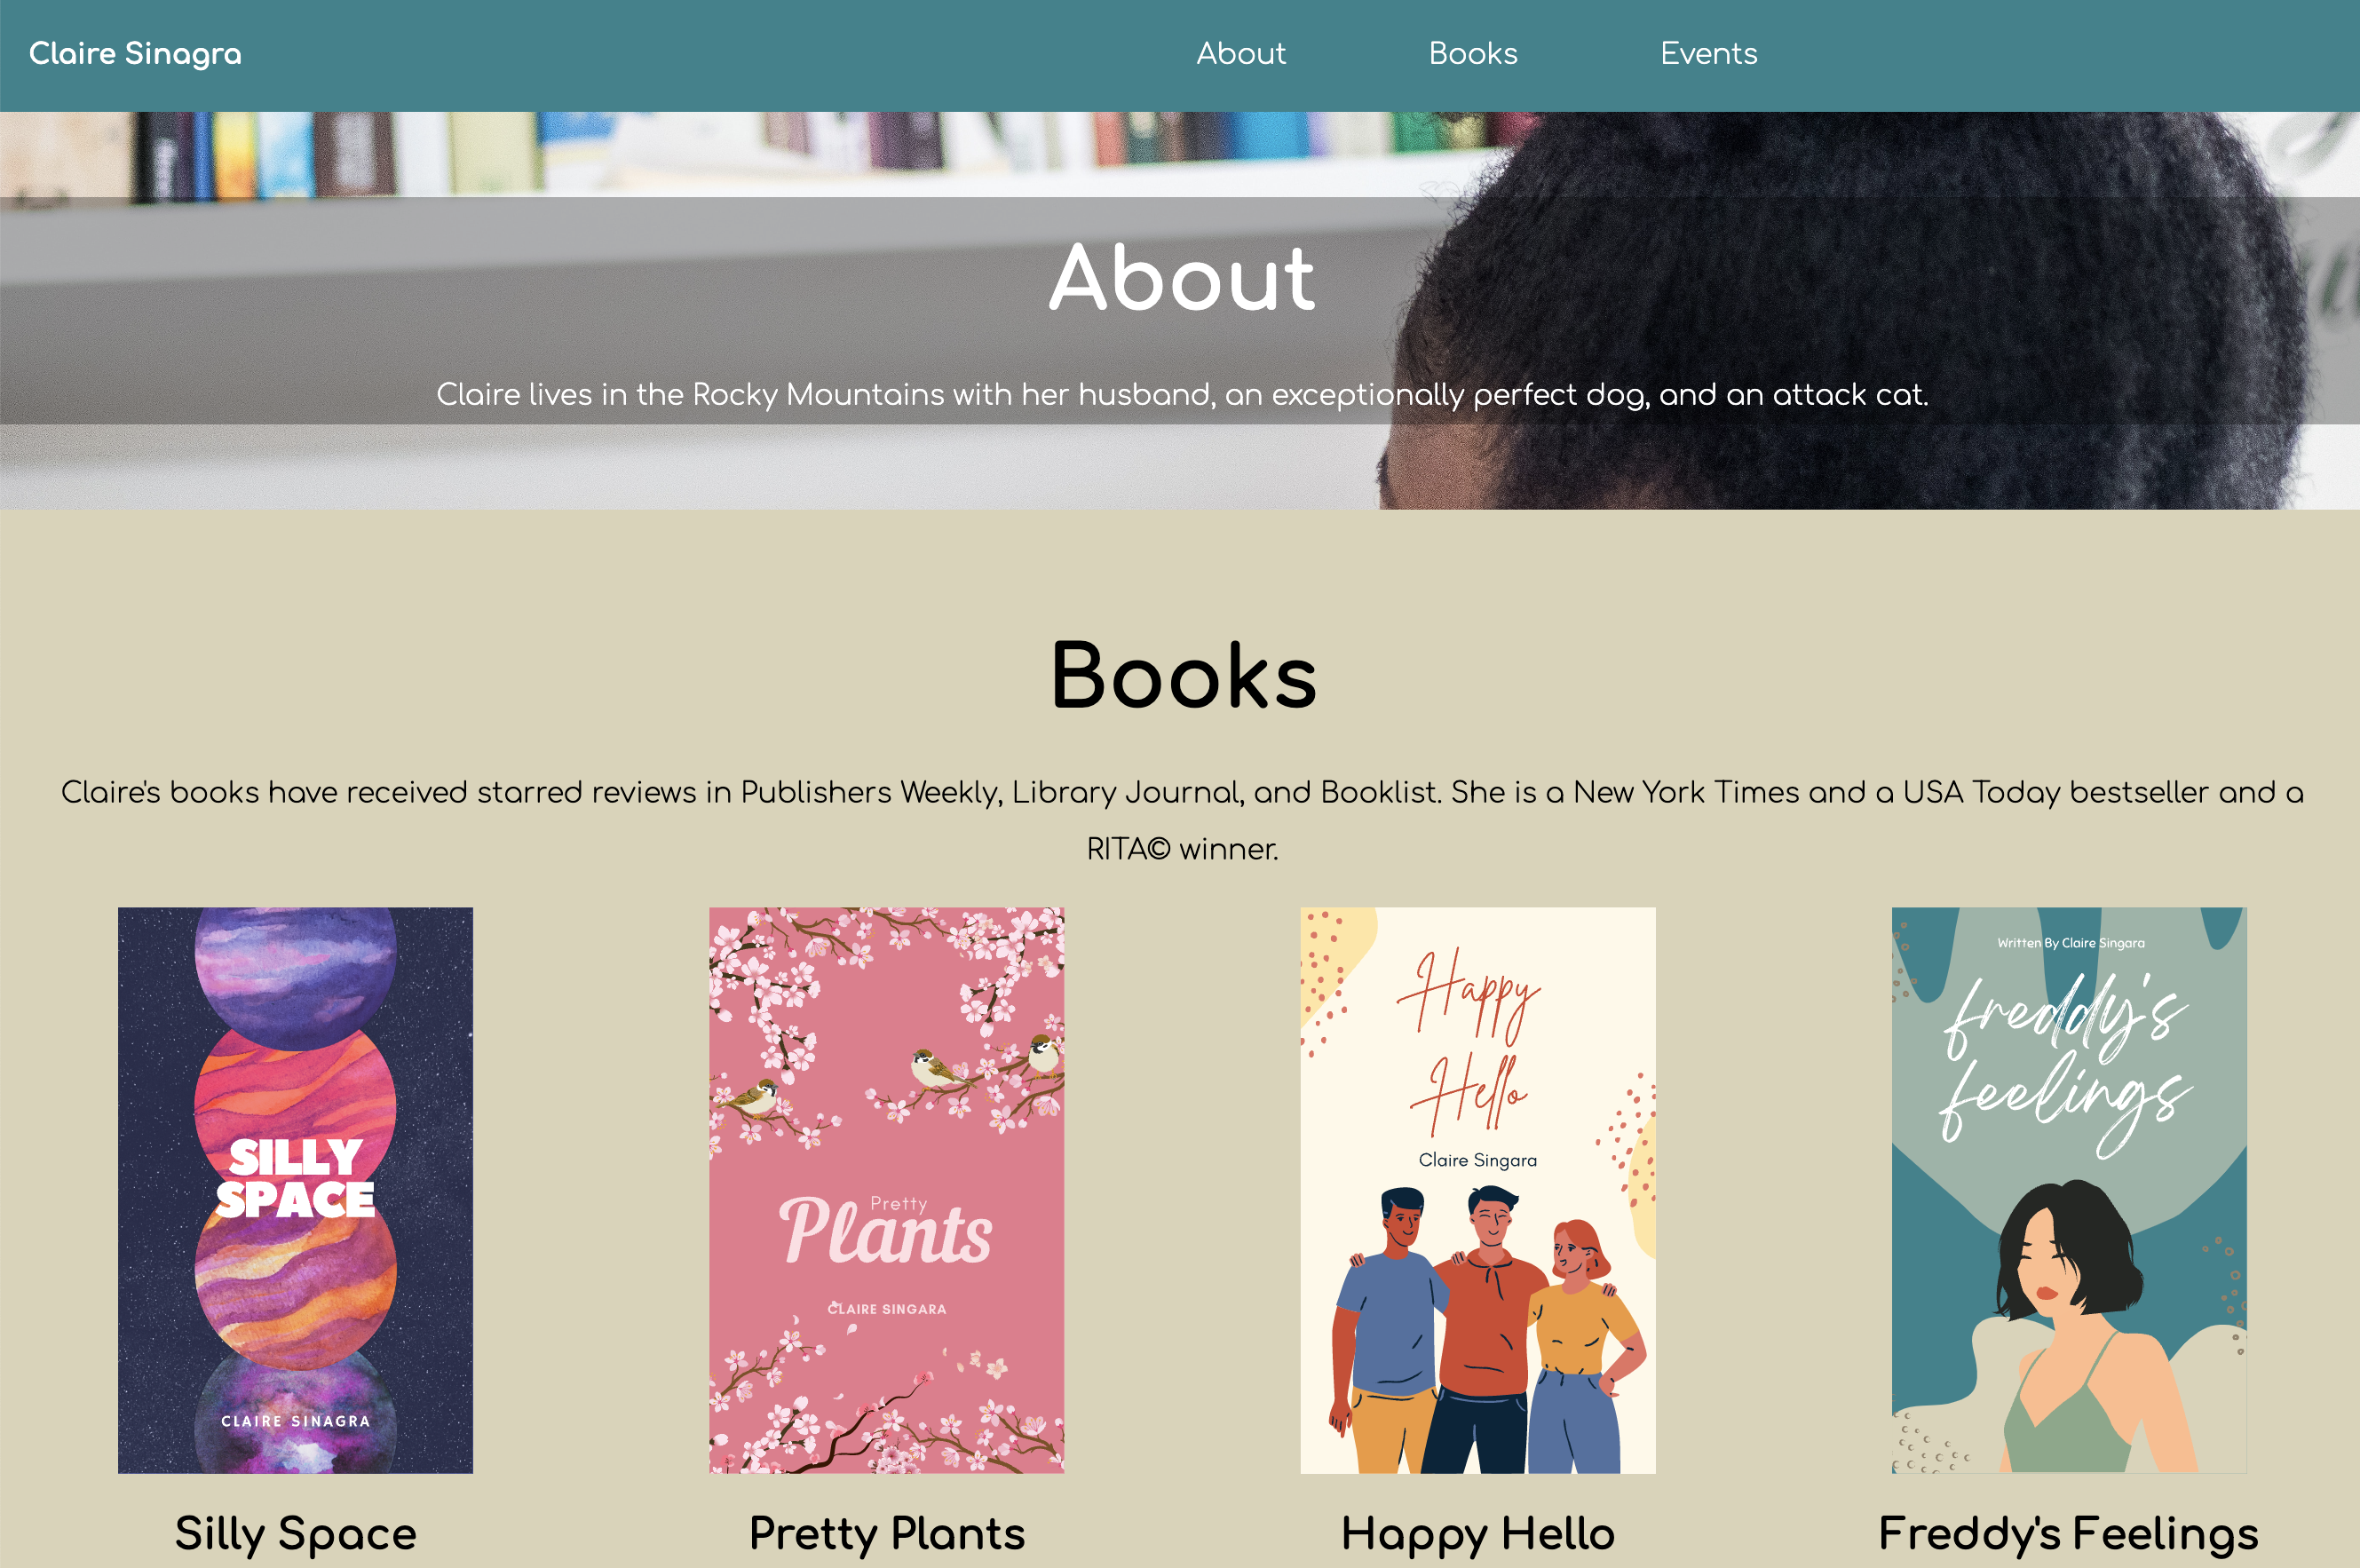 Claire Sinagra
About Books Events
About
Claire lives in the Rocky Mountains with her husband, an exceptionally perfect dog, and an attack cat.
Books
Claire's books have received starred reviews in Publishers Weekly, Library Journal, and Booklist. She is a New York Times and a USA Today bestseller and a
RITA© winner.
SILLY
SPACE
CLAIRE SINAGRA
Pretty
Plants
CLAIRE SINGARA
Happy
Hello
Claire Singara
Written By Claire Singara
freddy's
feelings
Silly Space
Pretty Plants
Happy Hello
Freddy's Feelings